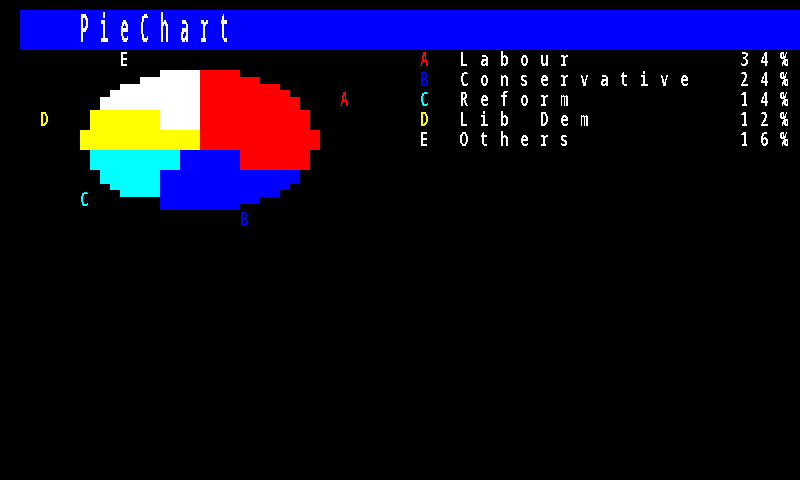 PieChart
E
A Labour 34%
B Conservative 24%
A
C Reform 14%
D
D Lib Dem 12%
E Others 16%
C
B